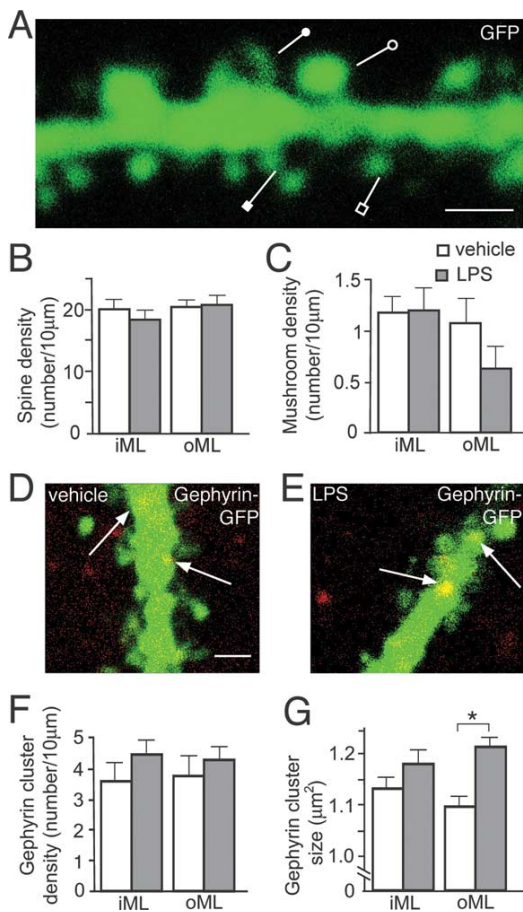 A
GFP
B
Spine density
(number/10µm)
20
10
0
iML
oML
C
Mushroom density
(number/10µm)
1.5
1
0.5
0
iML
oML
vehicle
LPS
D
vehicle
Gephyrin-
GFP
E
LPS
Gephyrin-
GFP
F
Gephyrin cluster
density (number/10µm)
5
4
3
2
1
0
iML
oML
G
Gephyrin cluster
size (µm²)
1.2
1.1
1.0
0
*
iML
oML